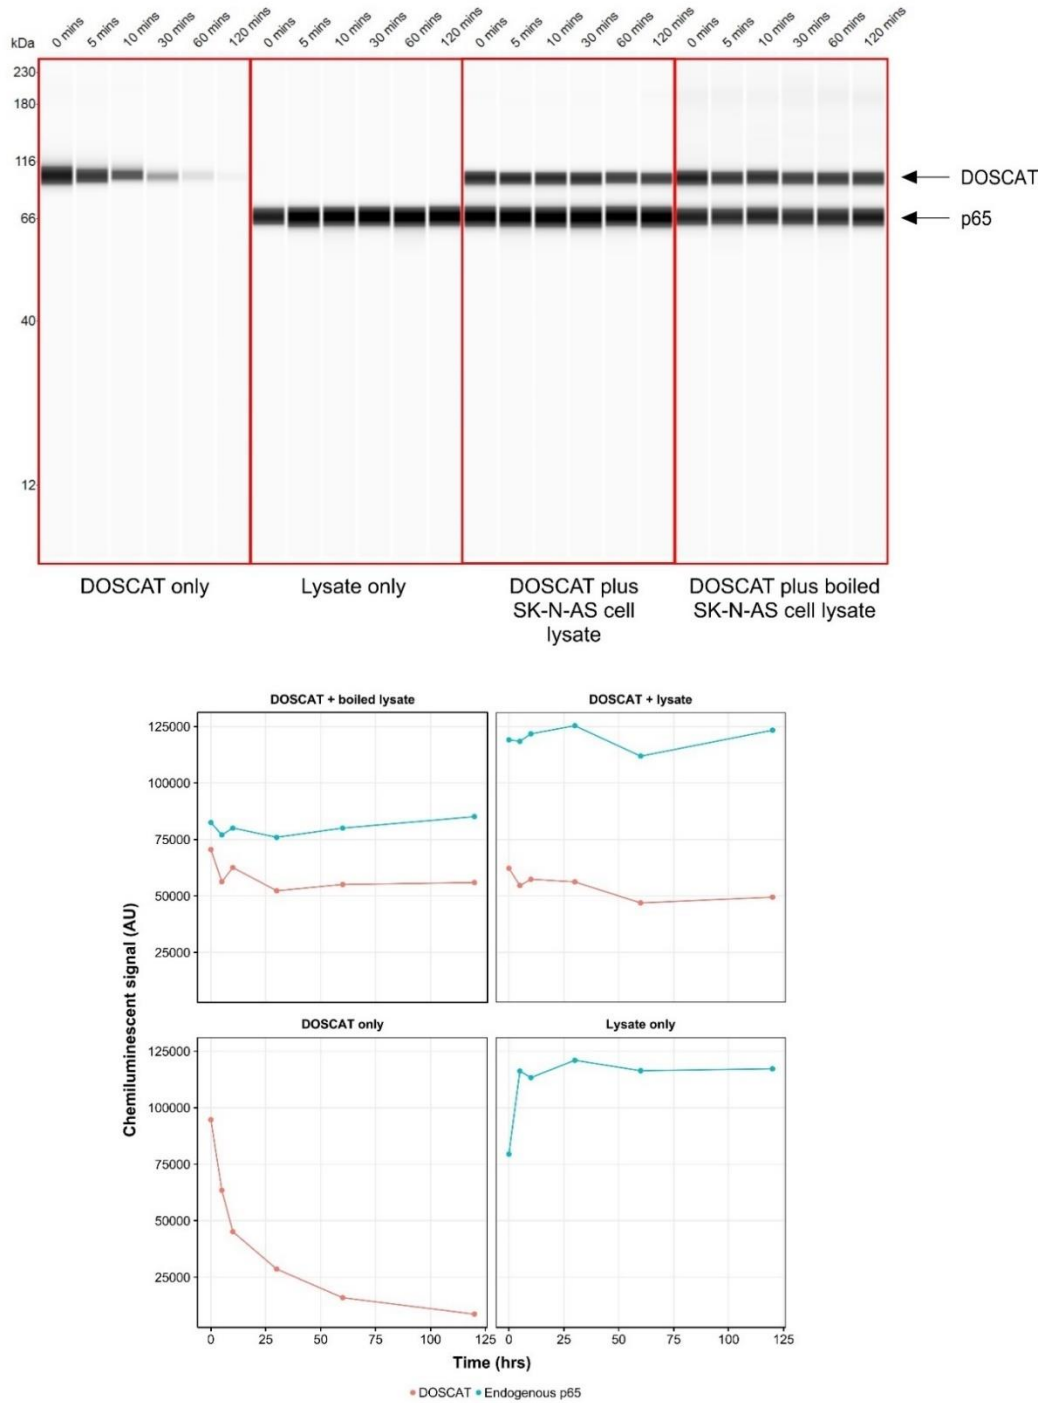 0 mins 5 mins 10 mins 30 mins 60 mins 120 mins 0 mins 5 mins 10 mins 30 mins 60 mins 120 mins 0 mins 5 mins 10 mins 30 mins 60 mins 120 mins 0 mins 5 mins 10 mins 30 mins 60 mins 120 mins
kDa
230
180
116
DOSCAT
66
p65
40
12
DOSCAT only
Lysate only
DOSCAT plus
SK-N-AS cell
lysate
DOSCAT plus boiled
SK-N-AS cell lysate
DOSCAT + boiled lysate
DOSCAT + lysate
125000
100000
75000
50000
25000
DOSCAT only
Lysate only
125000
100000
75000
50000
25000
Chemiluminescent signal (AU)
0 25 50 75 100 125 0 25 50 75 100 125
Time (hrs)
DOSCAT Endogenous p65